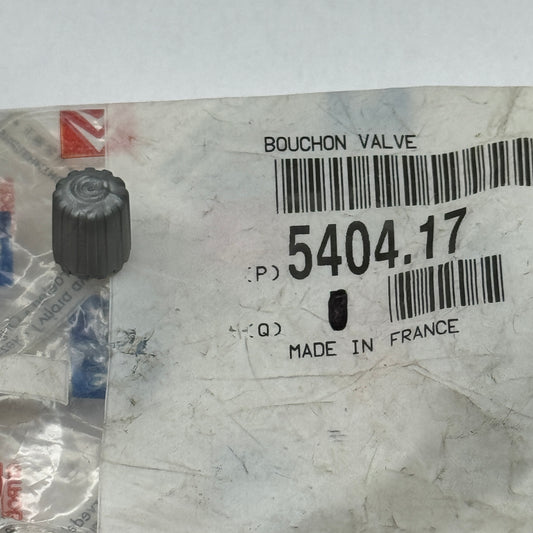 BOUCHON VALVE
(P) 5404.17
(Q)
MADE IN FRANCE